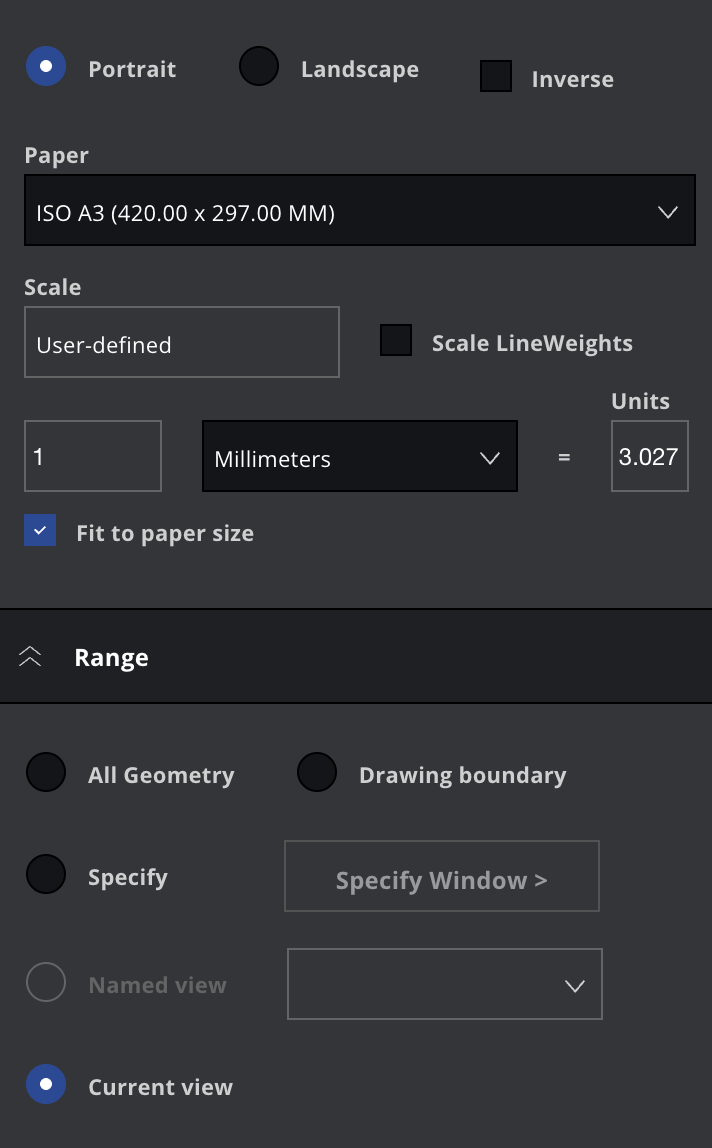 Portrait Landscape Inverse
Paper
ISO A3 (420.00 x 297.00 MM)
Scale
User-defined Scale LineWeights
Units
1 Millimeters = 3.027
Fit to paper size
Range
All Geometry Drawing boundary
Specify Specify Window >
Named view
Current view